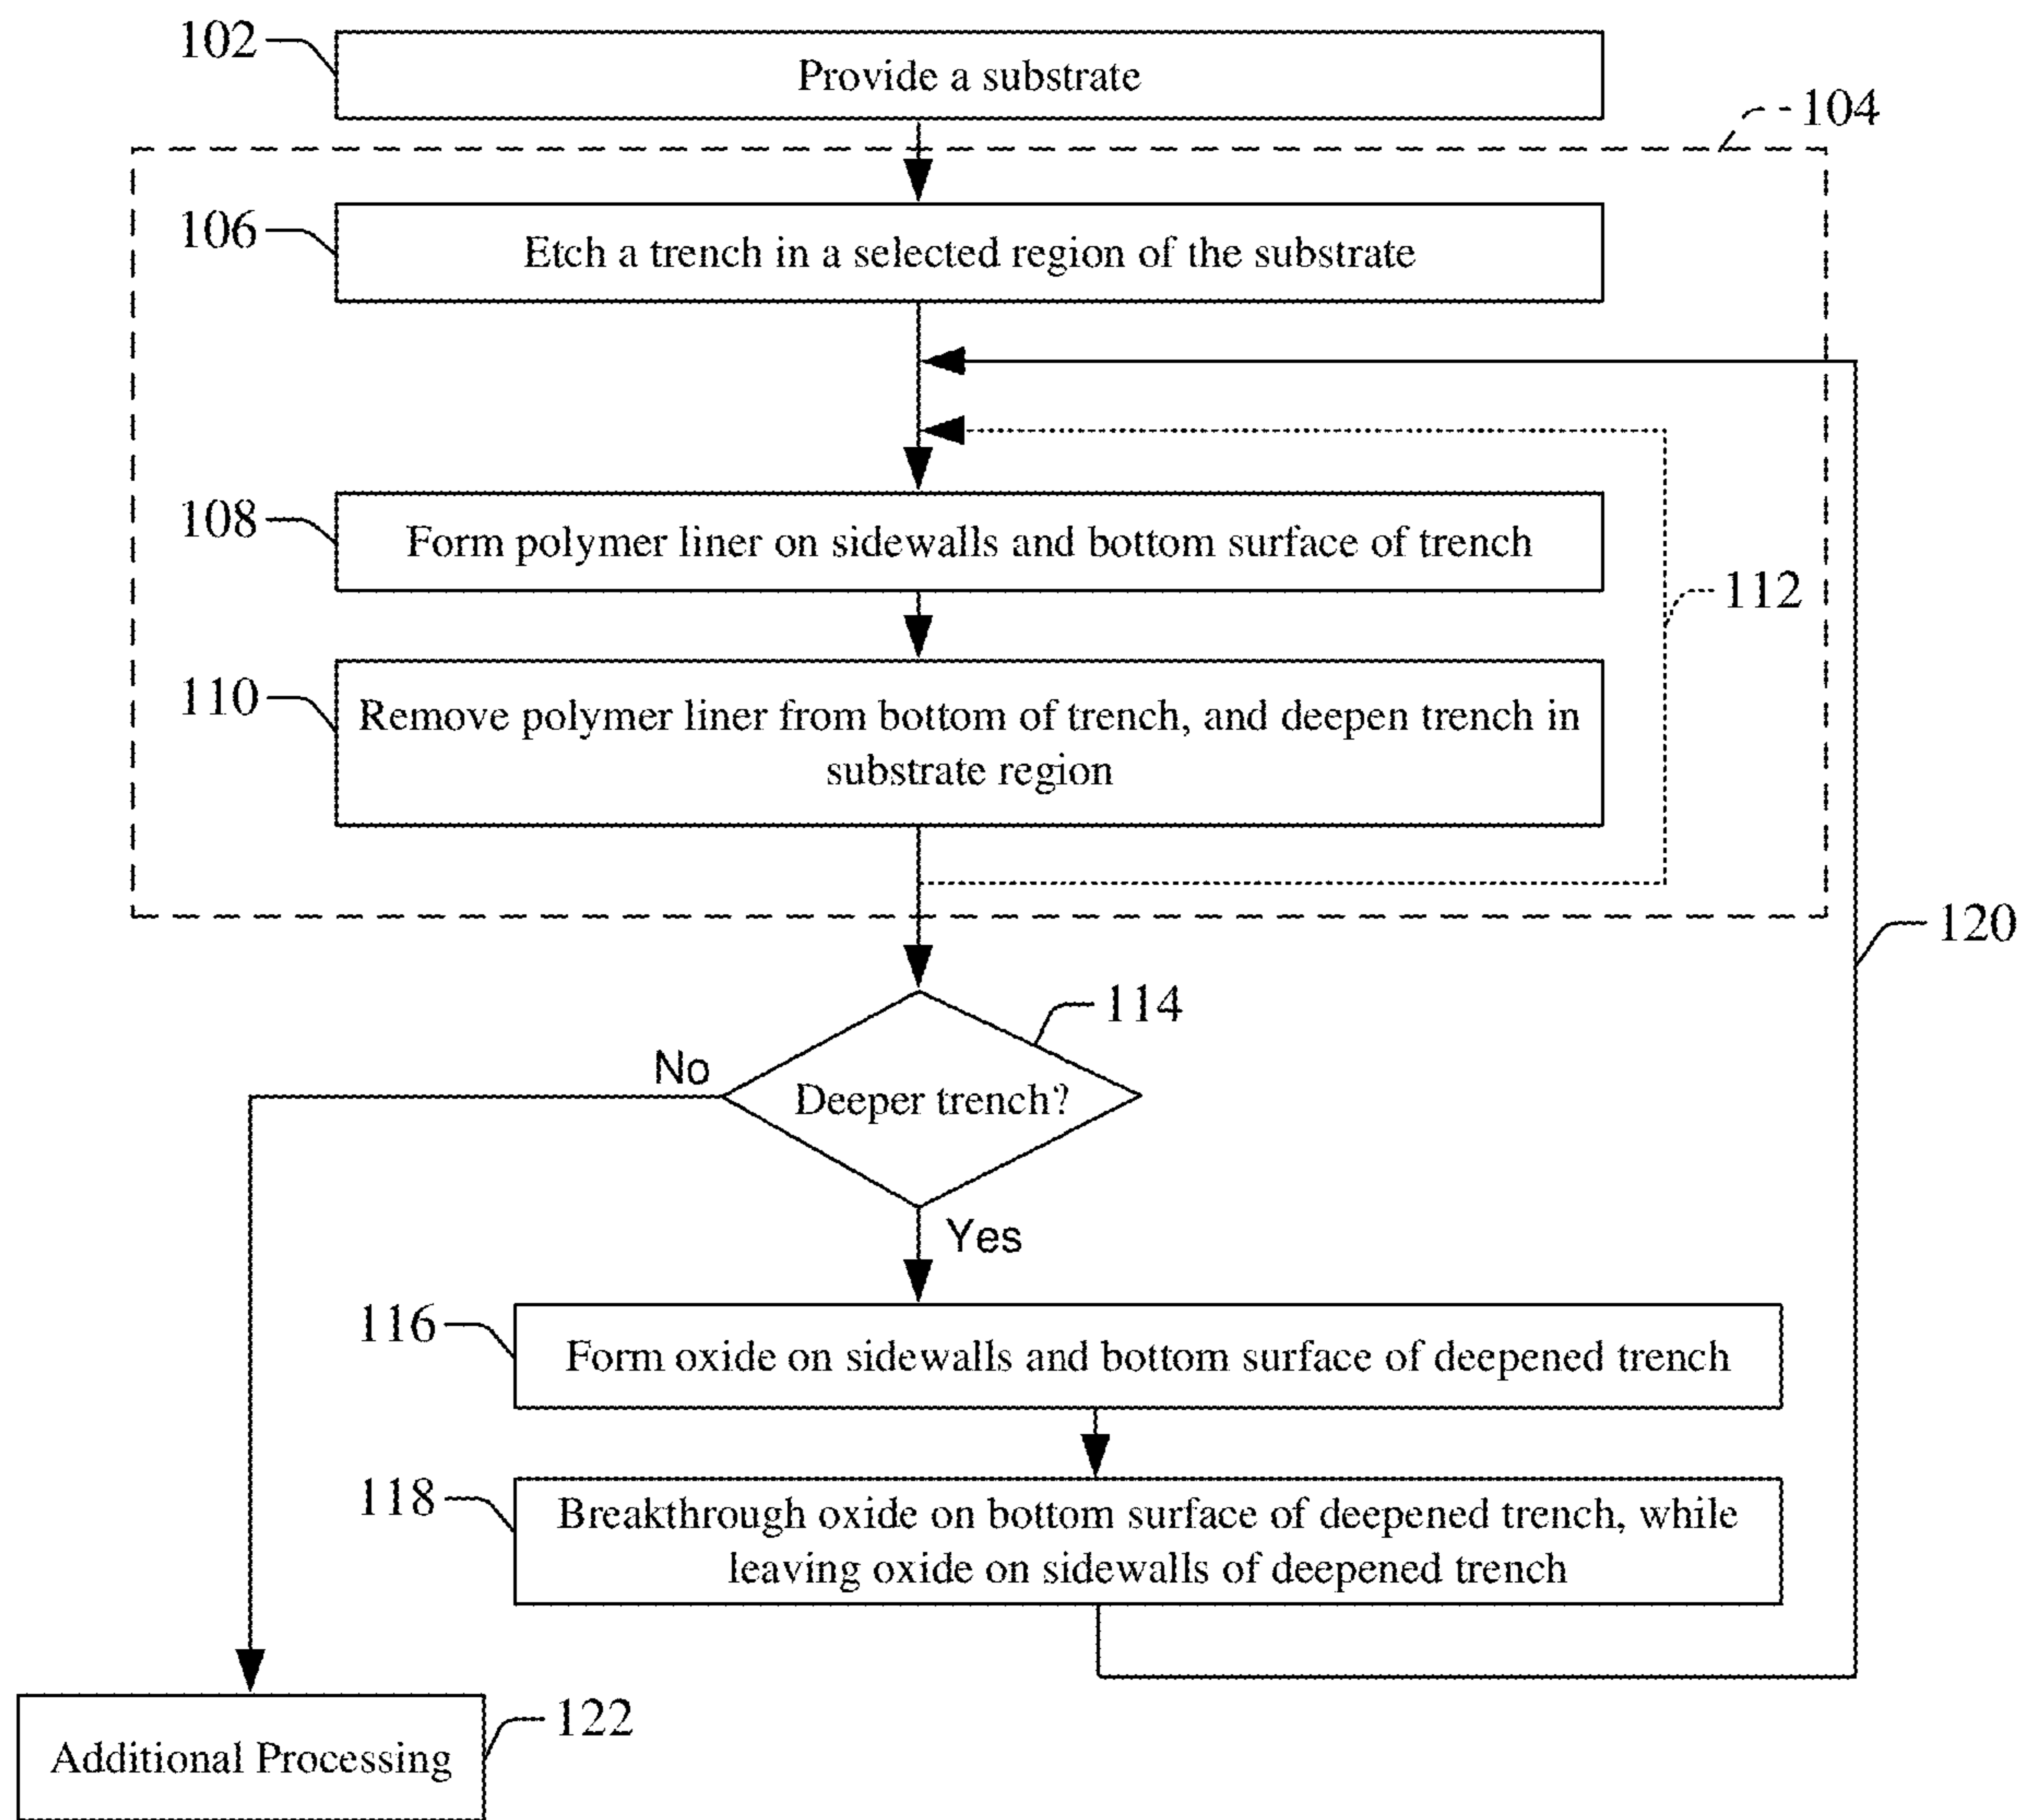 102
Provide a substrate
104
106
Etch a trench in a selected region of the substrate
108
Form polymer liner on sidewalls and bottom surface of trench
112
110
Remove polymer liner from bottom of trench, and deepen trench in
substrate region
120
114
No
Deeper trench?
Yes
116
Form oxide on sidewalls and bottom surface of deepened trench
118
Breakthrough oxide on bottom surface of deepened trench, while
leaving oxide on sidewalls of deepened trench
122
Additional Processing